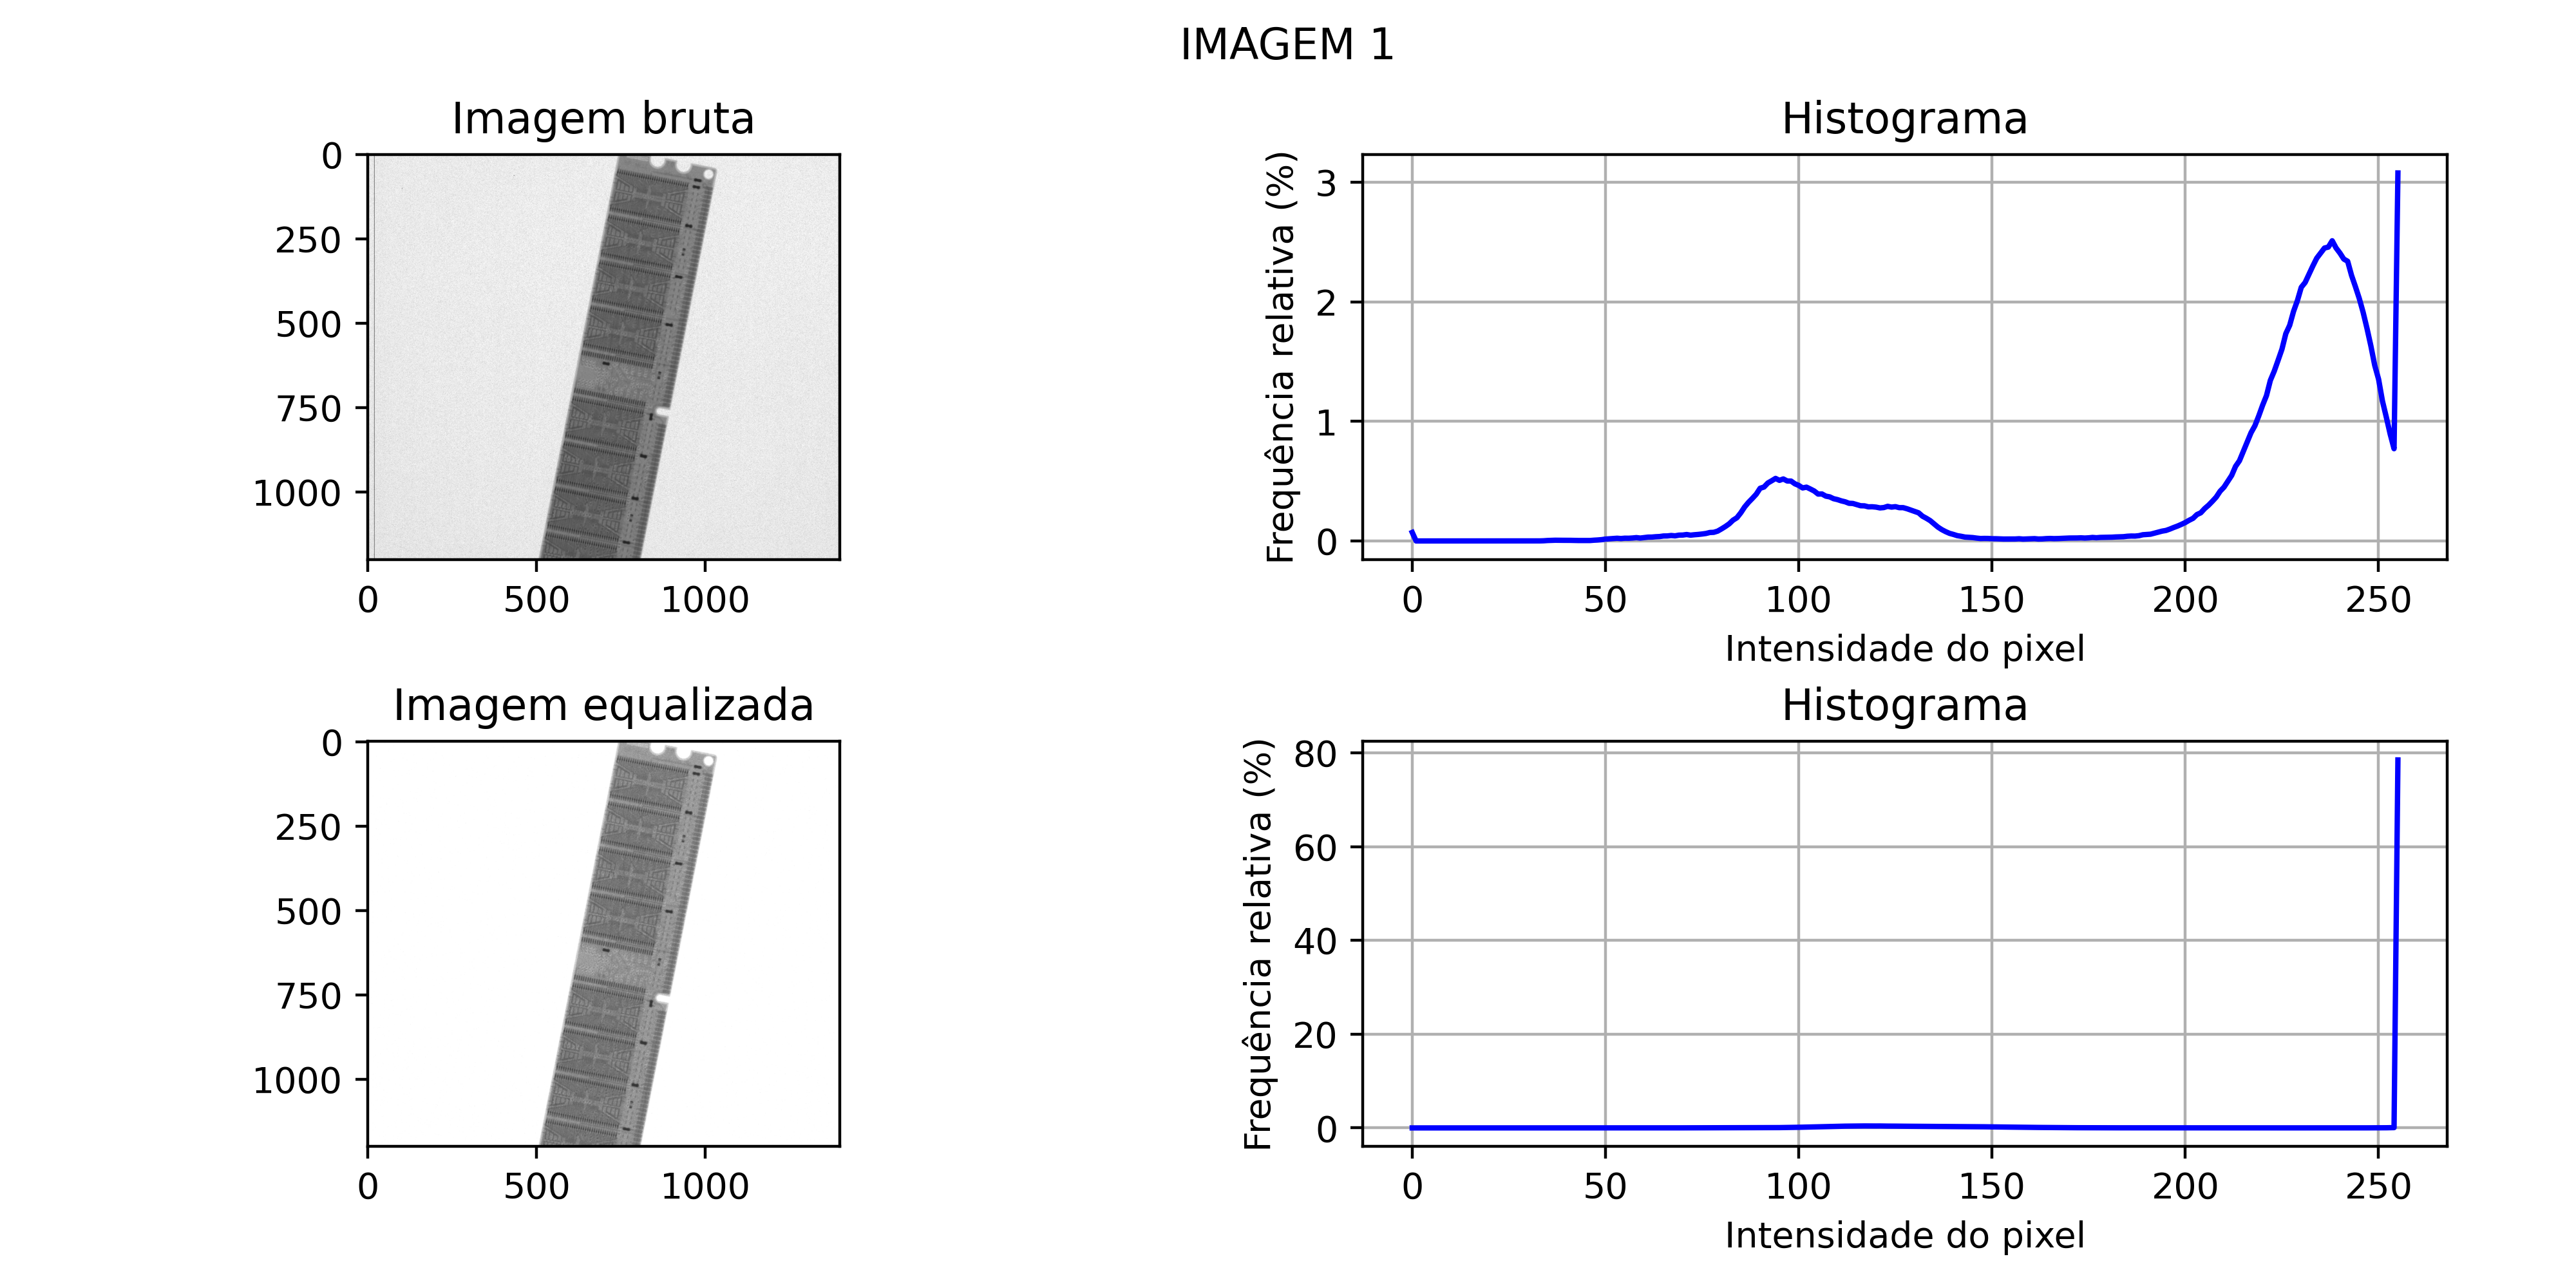 IMAGEM 1
Imagem bruta
0
250
500
750
1000
0 500 1000
Histograma
Frequência relativa (%)
3
2
1
0
0 50 100 150 200 250
Intensidade do pixel
Imagem equalizada
0
250
500
750
1000
0 500 1000
Histograma
Frequência relativa (%)
80
60
40
20
0
0 50 100 150 200 250
Intensidade do pixel